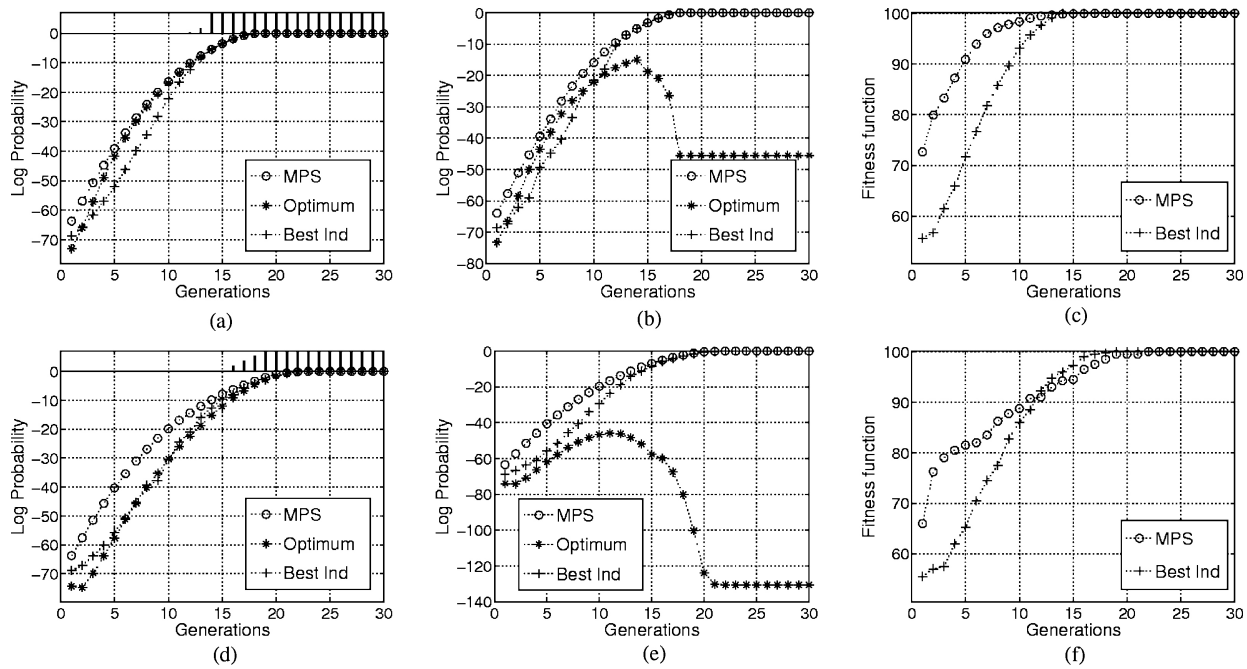 0
−10
−20
−30
−40
−50
−60
−70
Log Probability
MPS
Optimum
Best Ind
0 5 10 15 20 25 30
Generations
(a)
0
−10
−20
−30
−40
−50
−60
−70
−80
Log Probability
MPS
Optimum
Best Ind
0 5 10 15 20 25 30
Generations
(b)
100
90
80
70
60
Fitness function
MPS
Best Ind
0 5 10 15 20 25 30
Generations
(c)
0
−10
−20
−30
−40
−50
−60
−70
Log Probability
MPS
Optimum
Best Ind
0 5 10 15 20 25 30
Generations
(d)
0
−20
−40
−60
−80
−100
−120
−140
Log Probability
MPS
Optimum
Best Ind
0 5 10 15 20 25 30
Generations
(e)
100
90
80
70
60
Fitness function
MPS
Best Ind
0 5 10 15 20 25 30
Generations
(f)